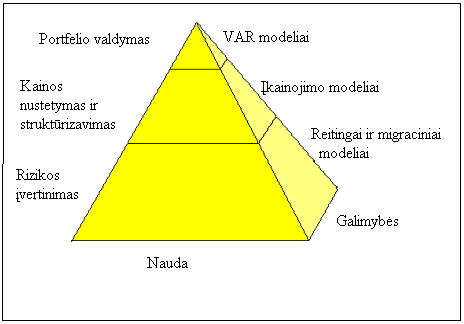 Portfelio valdymas
VAR modeliai
Kainos
nustetymas ir
struktūrizavimas
Įkainojimo modeliai
Reitingai ir migraciniai
modeliai
Rizikos
įvertinimas
Galimybės
Nauda